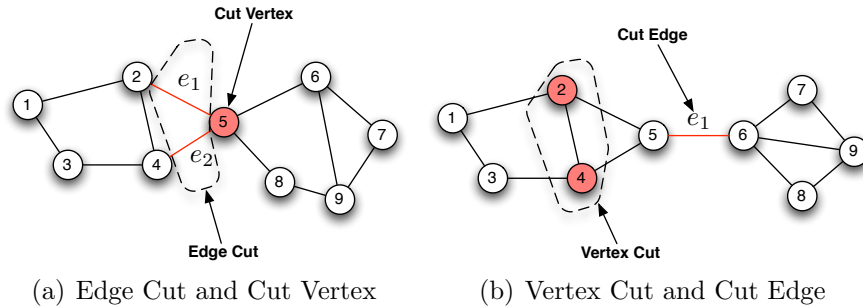 Cut Vertex
Cut Edge
2
e1
6
1
5
7
3
4
e2
8
9
Edge Cut
2
7
1
e1
5
6
9
3
4
8
Vertex Cut
(a) Edge Cut and Cut Vertex
(b) Vertex Cut and Cut Edge